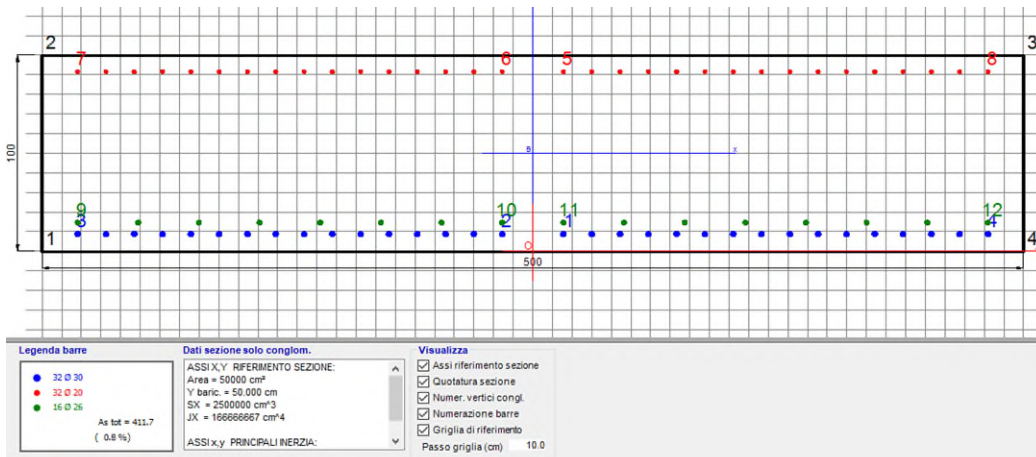 2
3
7
6
5
8
100
B
x
9
10
11
12
3
2
1
4
1
O
4
500
Legenda barre
32 Ø 30
32 Ø 20
16 Ø 26
As tot = 411.7
( 0.8 %)
Dati sezione solo conglom.
ASSI X,Y RIFERIMENTO SEZIONE:
Area = 50000 cm²
Y baric. = 50.000 cm
SX = 2500000 cm^3
JX = 166666667 cm^4
ASSI x,y PRINCIPALI INERZIA:
Visualizza
Assi riferimento sezione
Quotatura sezione
Numer. vertici congl.
Numerazione barre
Griglia di riferimento
Passo griglia (cm) 10.0